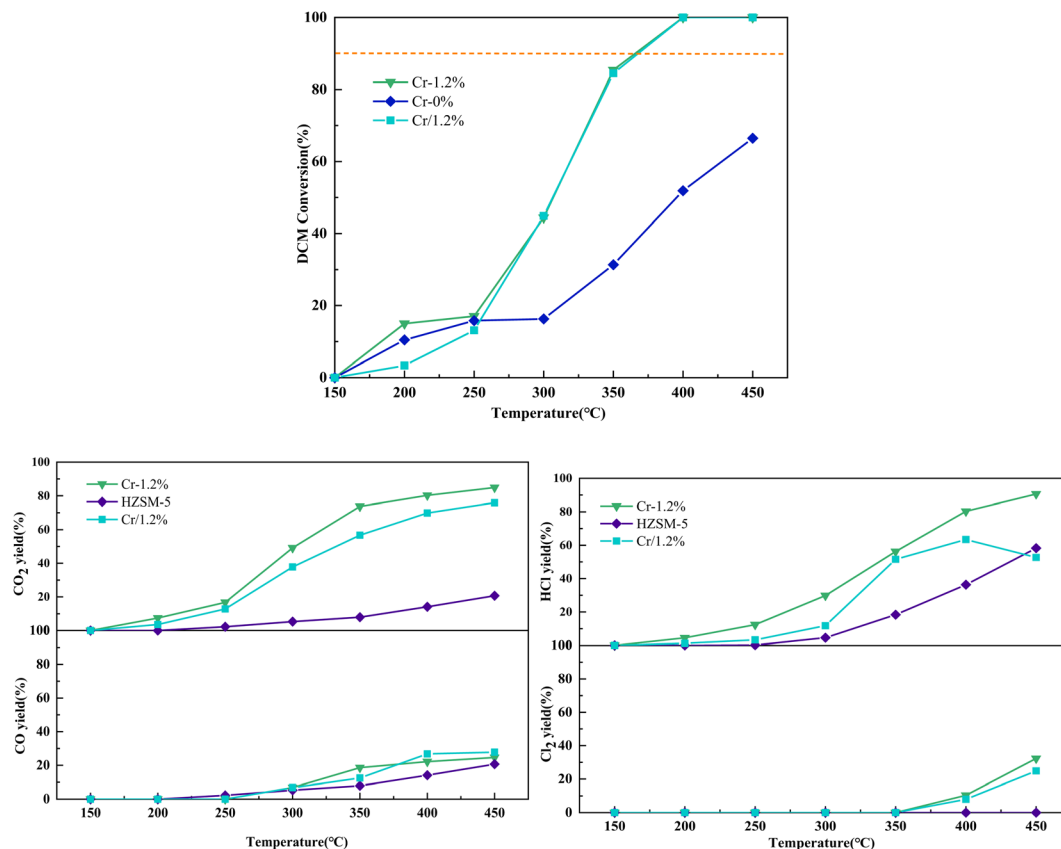 DCM Conversion(%)
100
80
60
40
20
0
Cr-1.2%
Cr-0%
Cr/1.2%
150 200 250 300 350 400 450
Temperature(℃)
CO₂ yield(%)
100
80
60
40
20
Cr-1.2%
HZSM-5
Cr/1.2%
CO yield(%)
100
80
60
40
20
0
150 200 250 300 350 400 450
Temperature(℃)
HCl yield(%)
100
80
60
40
20
Cr-1.2%
HZSM-5
Cr/1.2%
Cl₂ yield(%)
100
80
60
40
20
0
150 200 250 300 350 400 450
Temperature(℃)